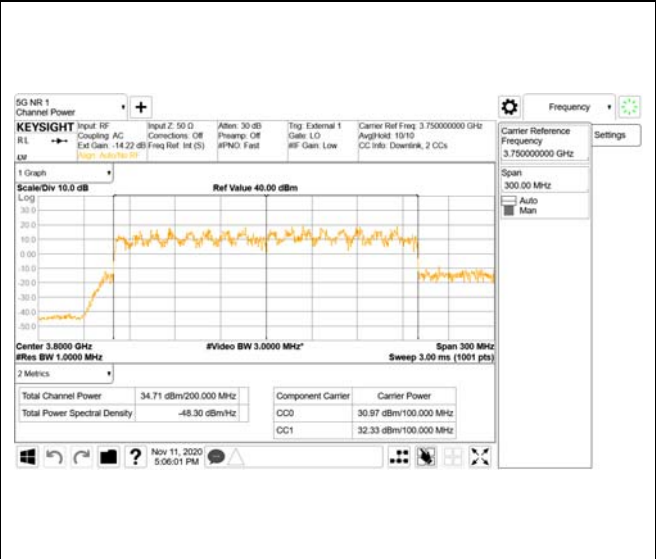 5G NR 1
Channel Power
+
Frequency
KEYSIGHT Input: RF Input Z: 50 Ω Atten: 30 dB Trig: External 1 Carrier Ref Freq: 3.750000000 GHz
RL Coupling: AC Corrections: Off Preamp: Off Gate: LO Avg|Hold: 10/10
Ext Gain: -14.22 dB Freq Ref: Int (S) #PNO: Fast #IF Gain: Low CC Info: Downlink, 2 CCs
Align: Auto/No RF
Carrier Reference
Frequency
3.750000000 GHz
Settings
Span
300.00 MHz
Auto
Man
1 Graph
Scale/Div 10.0 dB Ref Value 40.00 dBm
Log
30.0
20.0
10.0
0.00
-10.0
-20.0
-30.0
-40.0
-50.0
Center 3.8000 GHz #Video BW 3.0000 MHz* Span 300 MHz
#Res BW 1.0000 MHz Sweep 3.00 ms (1001 pts)
2 Metrics
Total Channel Power 34.71 dBm/200.000 MHz
Total Power Spectral Density -48.30 dBm/Hz
Component Carrier Carrier Power
CC0 30.97 dBm/100.000 MHz
CC1 32.33 dBm/100.000 MHz
?
Nov 11, 2020
5:06:01 PM